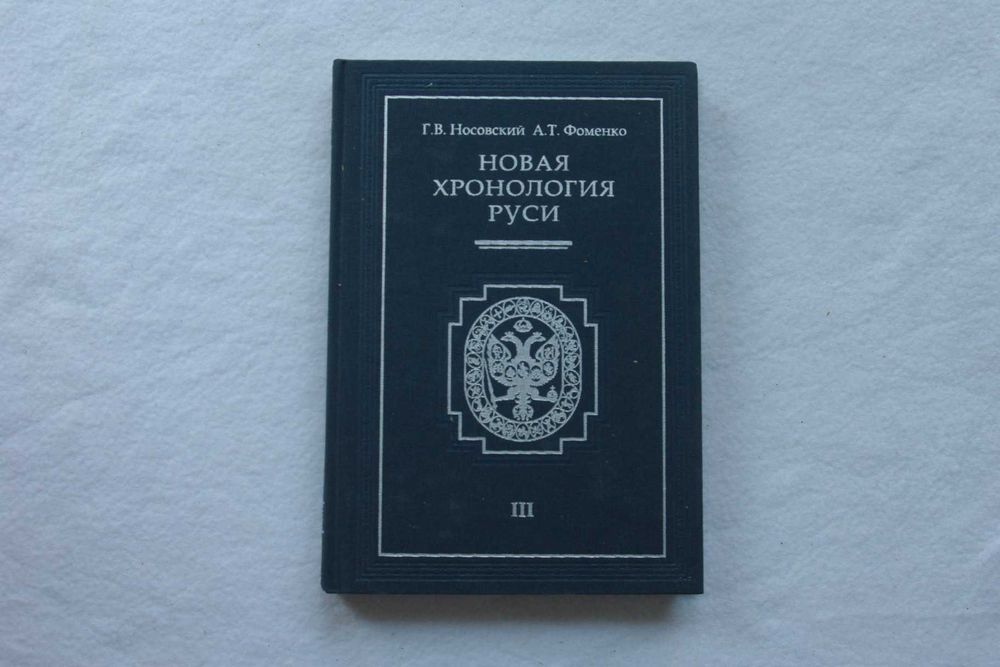 Г.В. Носовский А.Т. Фоменко
НОВАЯ
ХРОНОЛОГИЯ
РУСИ
III